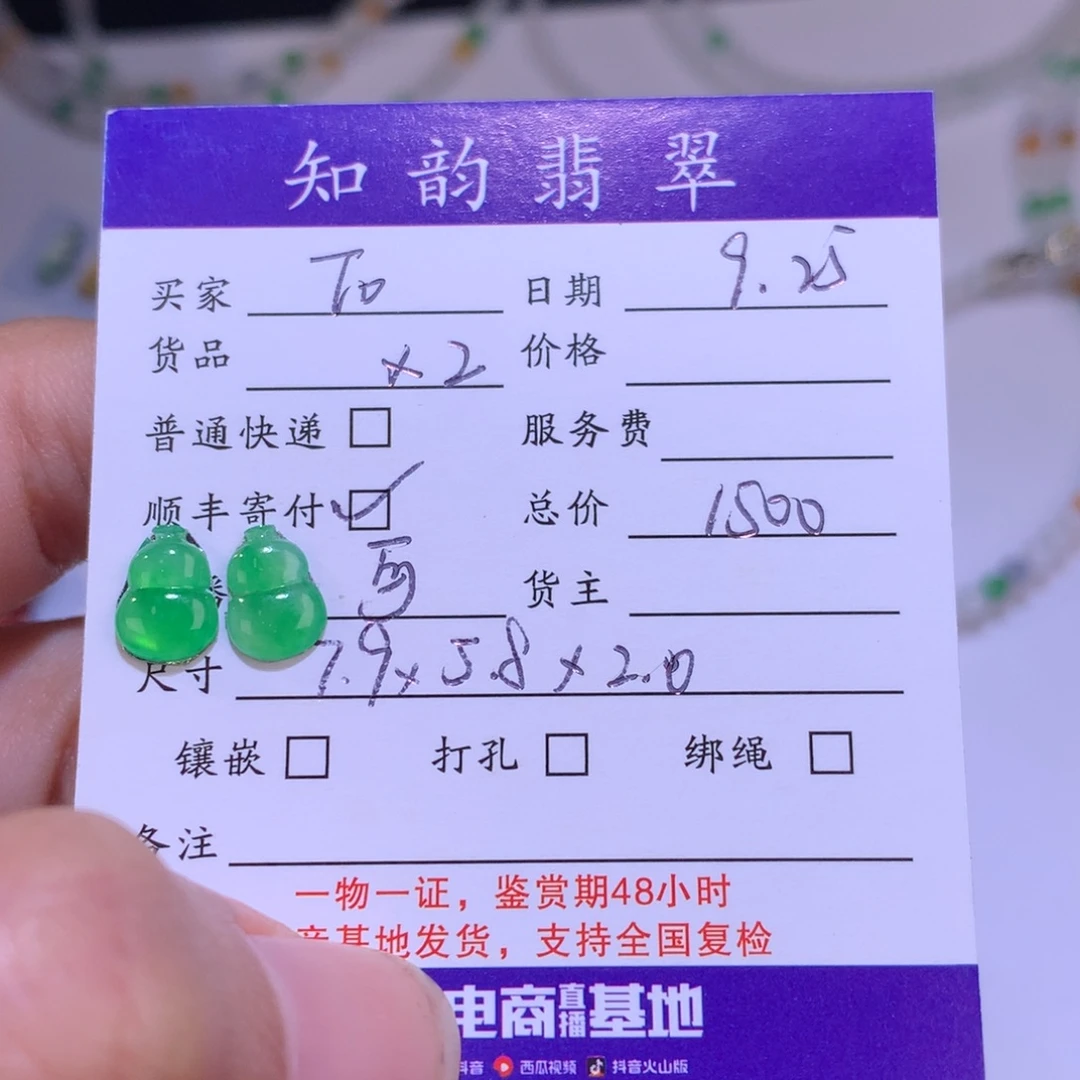 知韵翡翠
买家 To 日期 9.25
货品 x2 价格
普通快递 服务费
顺丰寄付 总价 1500
货主
尺寸 7.9x5.8x2.0
镶嵌 打孔 绑绳
备注
一物一证，鉴赏期48小时
基地发货，支持全国复检
电商直播基地
抖音 西瓜视频 抖音火山版